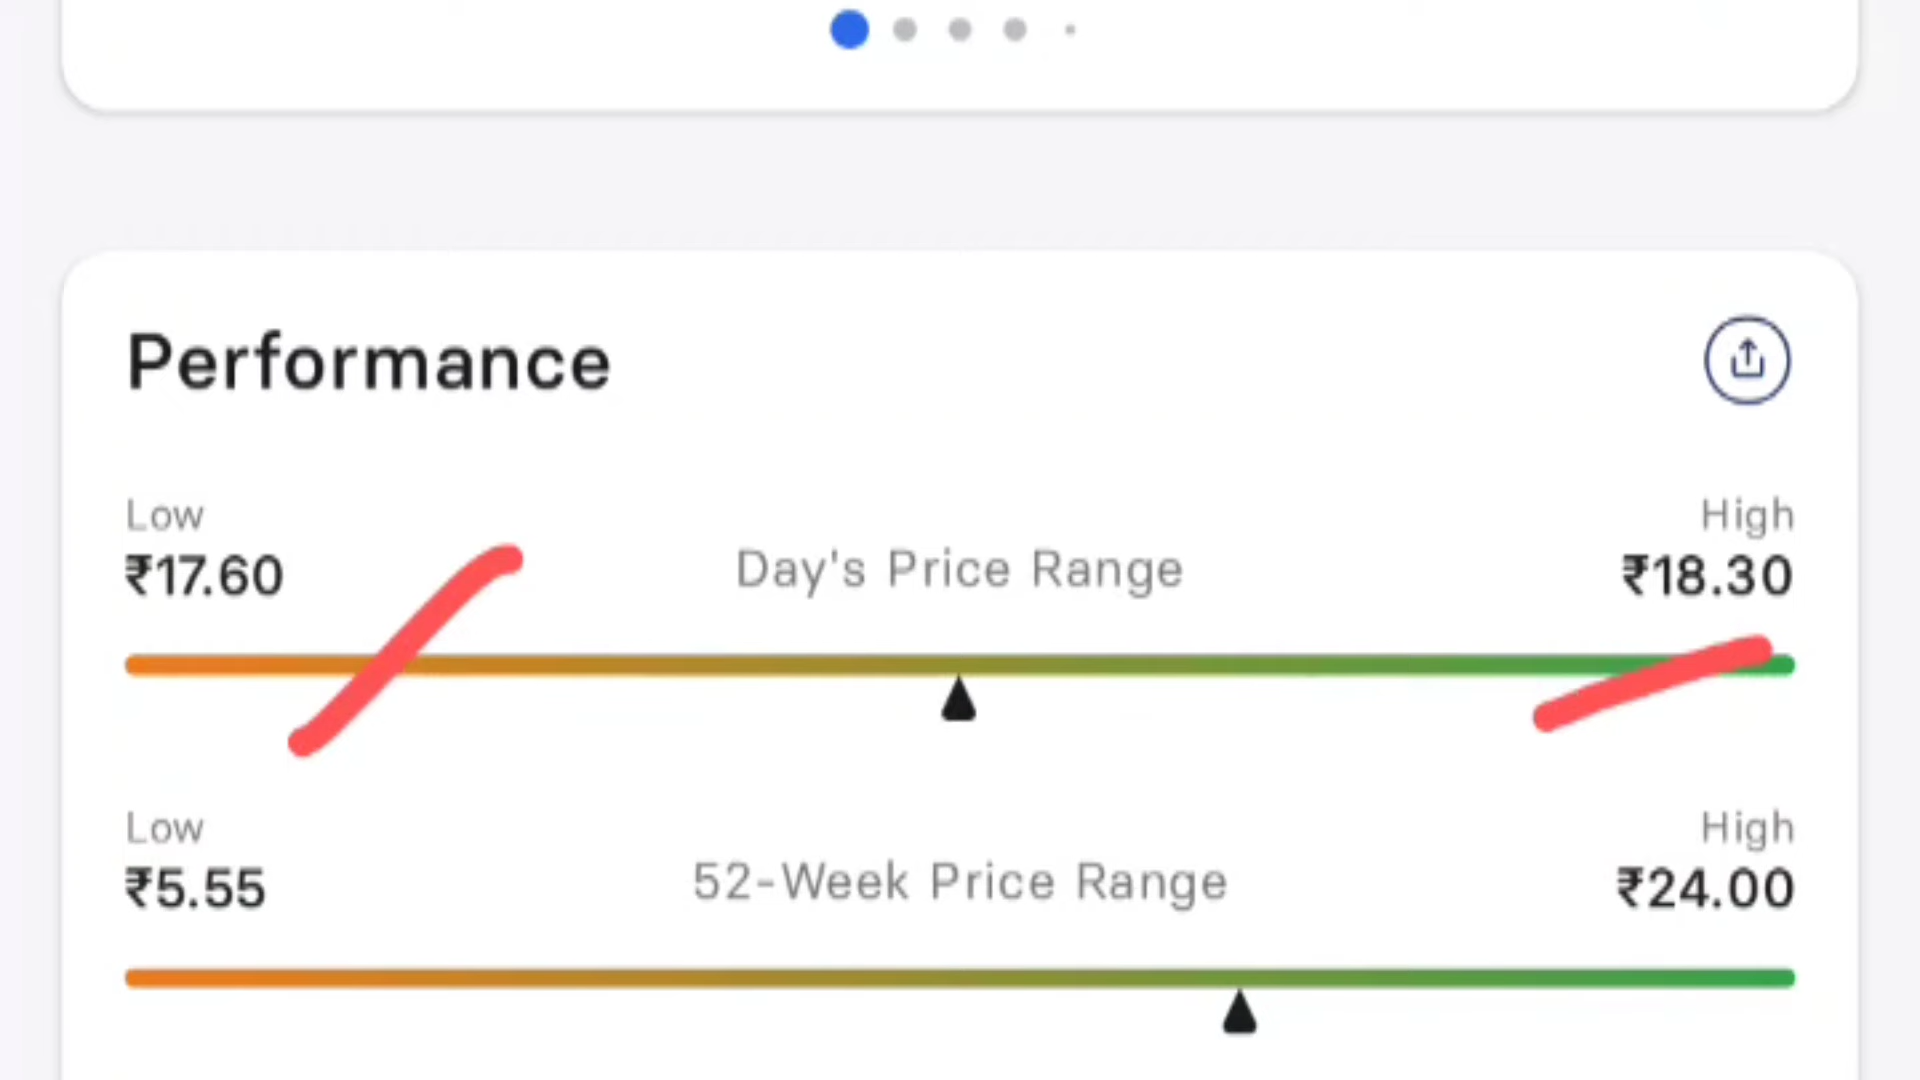 Performance
Low
High
₹17.60
Day's Price Range
₹18.30
Low
High
₹5.55
52-Week Price Range
₹24.00